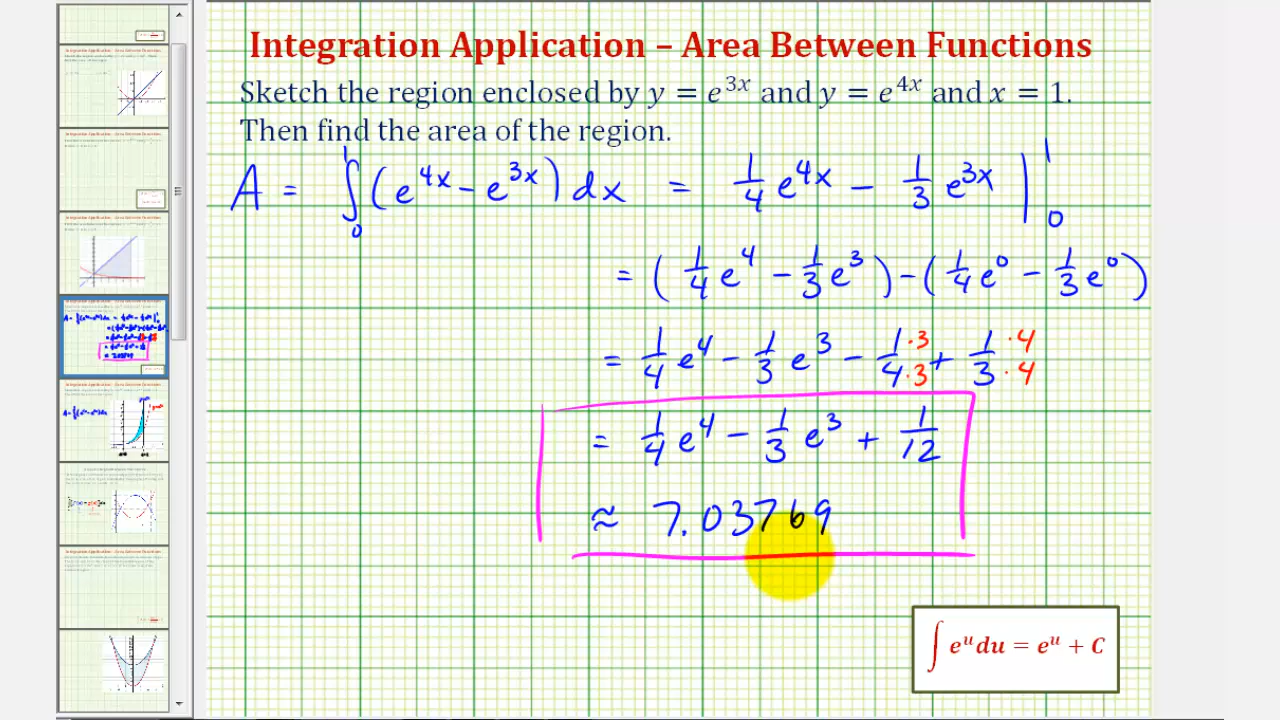 Integration Application – Area Between Functions
Sketch the region enclosed by y = e^{3x} and y = e^{4x} and x = 1.
Then find the area of the region.
A = ∫_0^1 (e^{4x} - e^{3x}) dx = 1/4 e^{4x} - 1/3 e^{3x} |_0^1
= (1/4 e^4 - 1/3 e^3) - (1/4 e^0 - 1/3 e^0)
= 1/4 e^4 - 1/3 e^3 - 1/4 ·3/·3 + 1/3 ·4/·4
= 1/4 e^4 - 1/3 e^3 + 1/12
≈ 7.03769
∫ e^u du = e^u + C